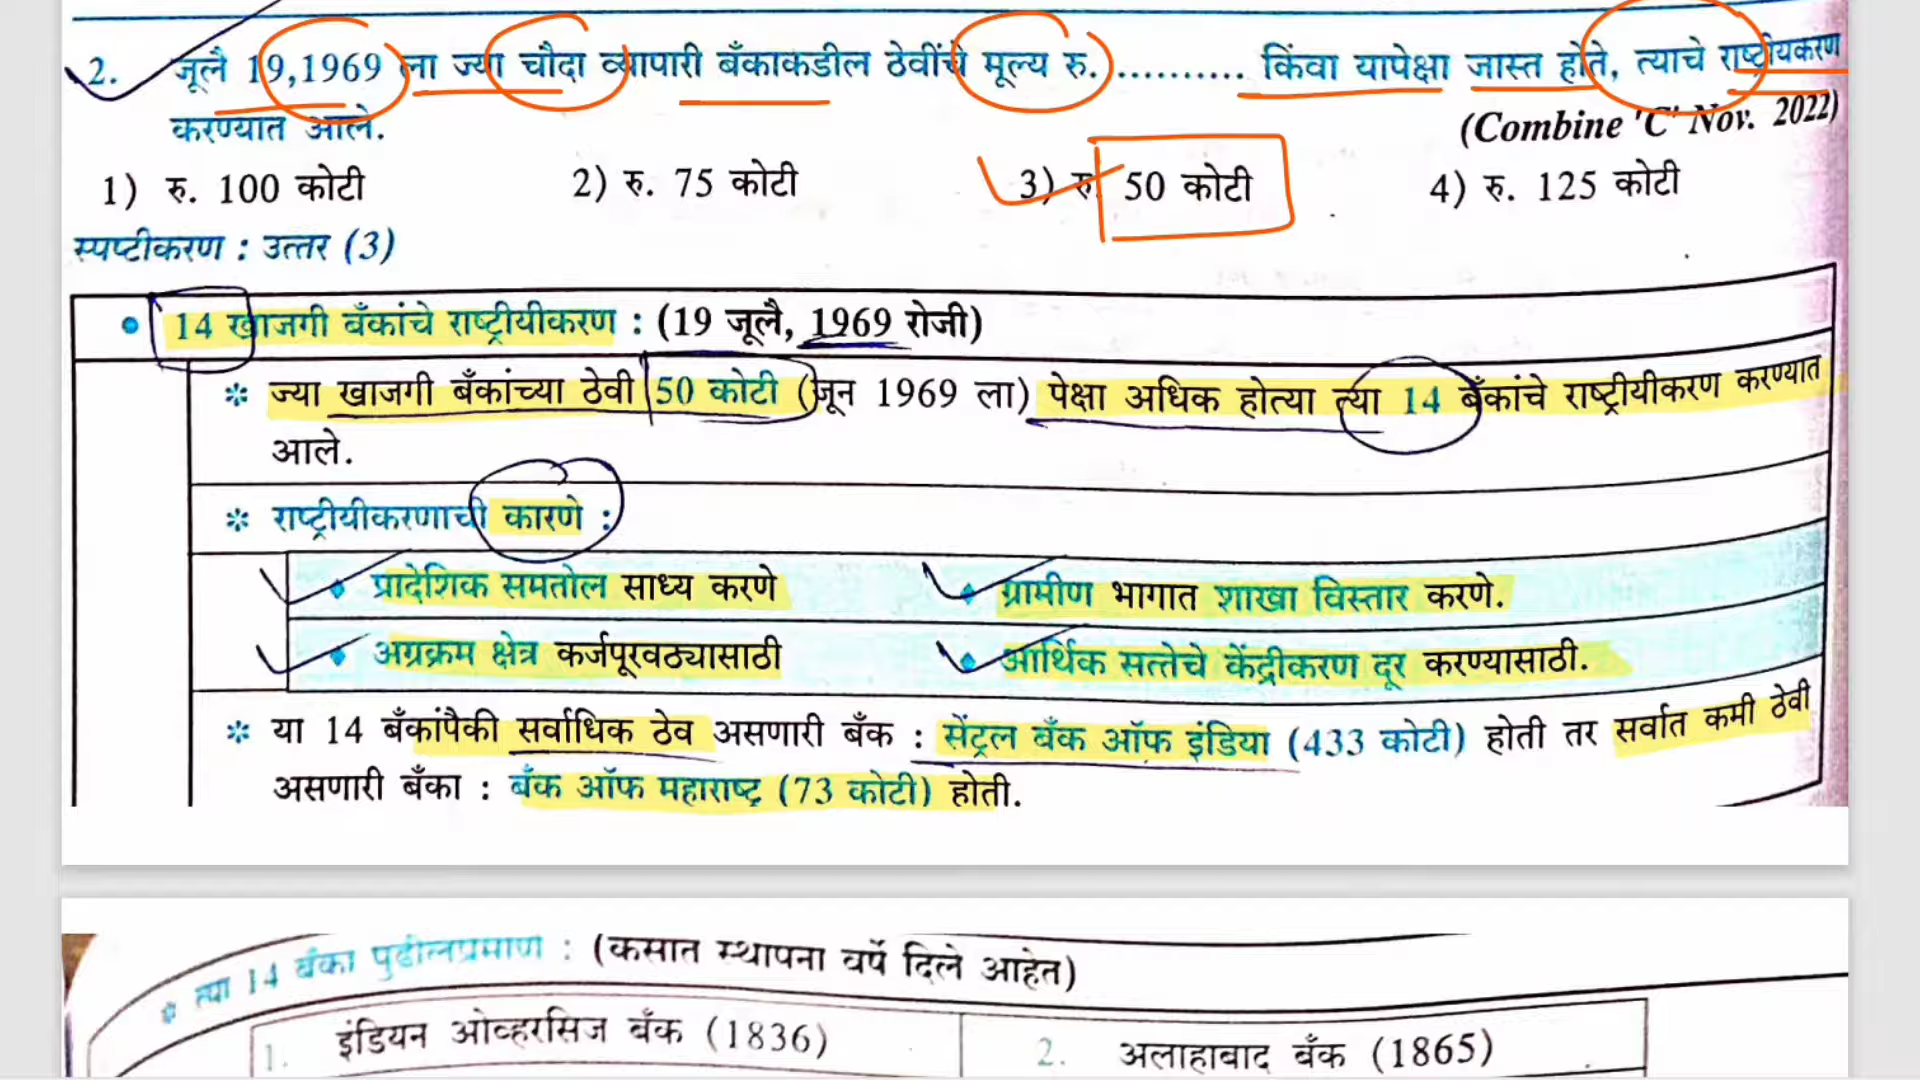 2. जूलै 19,1969 ला ज्या चौदा व्यापारी बँकाकडील ठेवींचे मूल्य रु. .......... किंवा यापेक्षा जास्त होते, त्याचे राष्ट्रीयकरण
करण्यात आले.
(Combine 'C' Nov. 2022)
1) रु. 100 कोटी 2) रु. 75 कोटी 3) रु. 50 कोटी 4) रु. 125 कोटी
स्पष्टीकरण : उत्तर (3)
• 14 खाजगी बँकांचे राष्ट्रीयीकरण : (19 जूलै, 1969 रोजी)
* ज्या खाजगी बँकांच्या ठेवी 50 कोटी (जून 1969 ला) पेक्षा अधिक होत्या त्या 14 बँकांचे राष्ट्रीयीकरण करण्यात
आले.
* राष्ट्रीयीकरणाची कारणे :
♦ प्रादेशिक समतोल साध्य करणे ♦ ग्रामीण भागात शाखा विस्तार करणे.
♦ अग्रक्रम क्षेत्र कर्जपूरवठ्यासाठी ♦ आर्थिक सत्तेचे केंद्रीकरण दूर करण्यासाठी.
* या 14 बँकांपैकी सर्वाधिक ठेव असणारी बँक : सेंट्रल बँक ऑफ इंडिया (433 कोटी) होती तर सर्वात कमी ठेवी
असणारी बँका : बँक ऑफ महाराष्ट्र (73 कोटी) होती.
* त्या 14 बँका पुढीलप्रमाणे : (कंसात स्थापना वर्षे दिले आहेत)
1. इंडियन ओव्हरसिज बँक (1836) 2. अलाहाबाद बँक (1865)